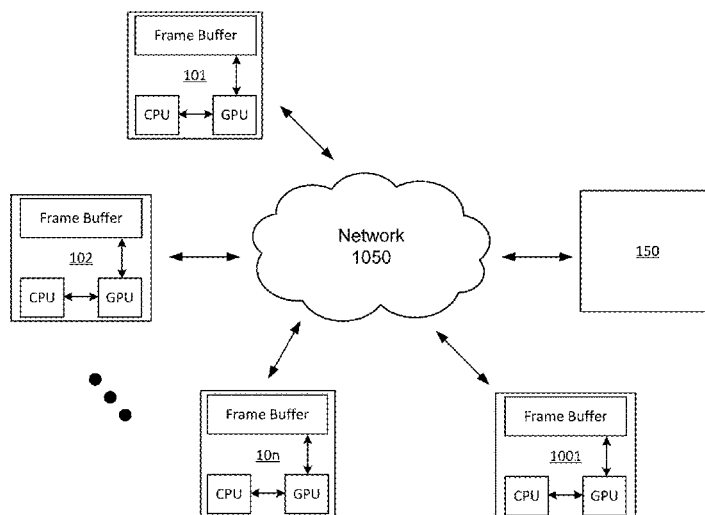 Frame Buffer
101
CPU
GPU
Frame Buffer
102
CPU
GPU
Network
1050
150
Frame Buffer
10n
CPU
GPU
Frame Buffer
1001
CPU
GPU